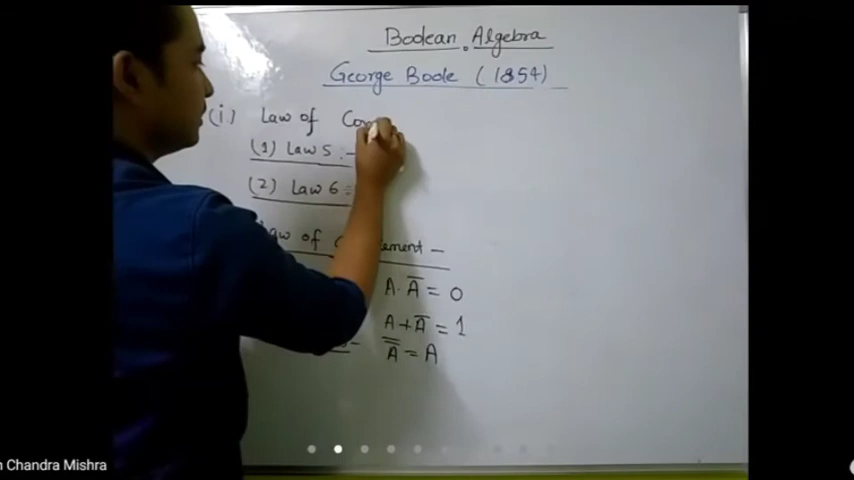 Boolean Algebra
George Boole (1854)
(i) Law of
(1) Law 5 :-
(2) Law 6 :
Law of
A . A̅ = 0
A + A̅ = 1
A̿ = A
Chandra Mishra